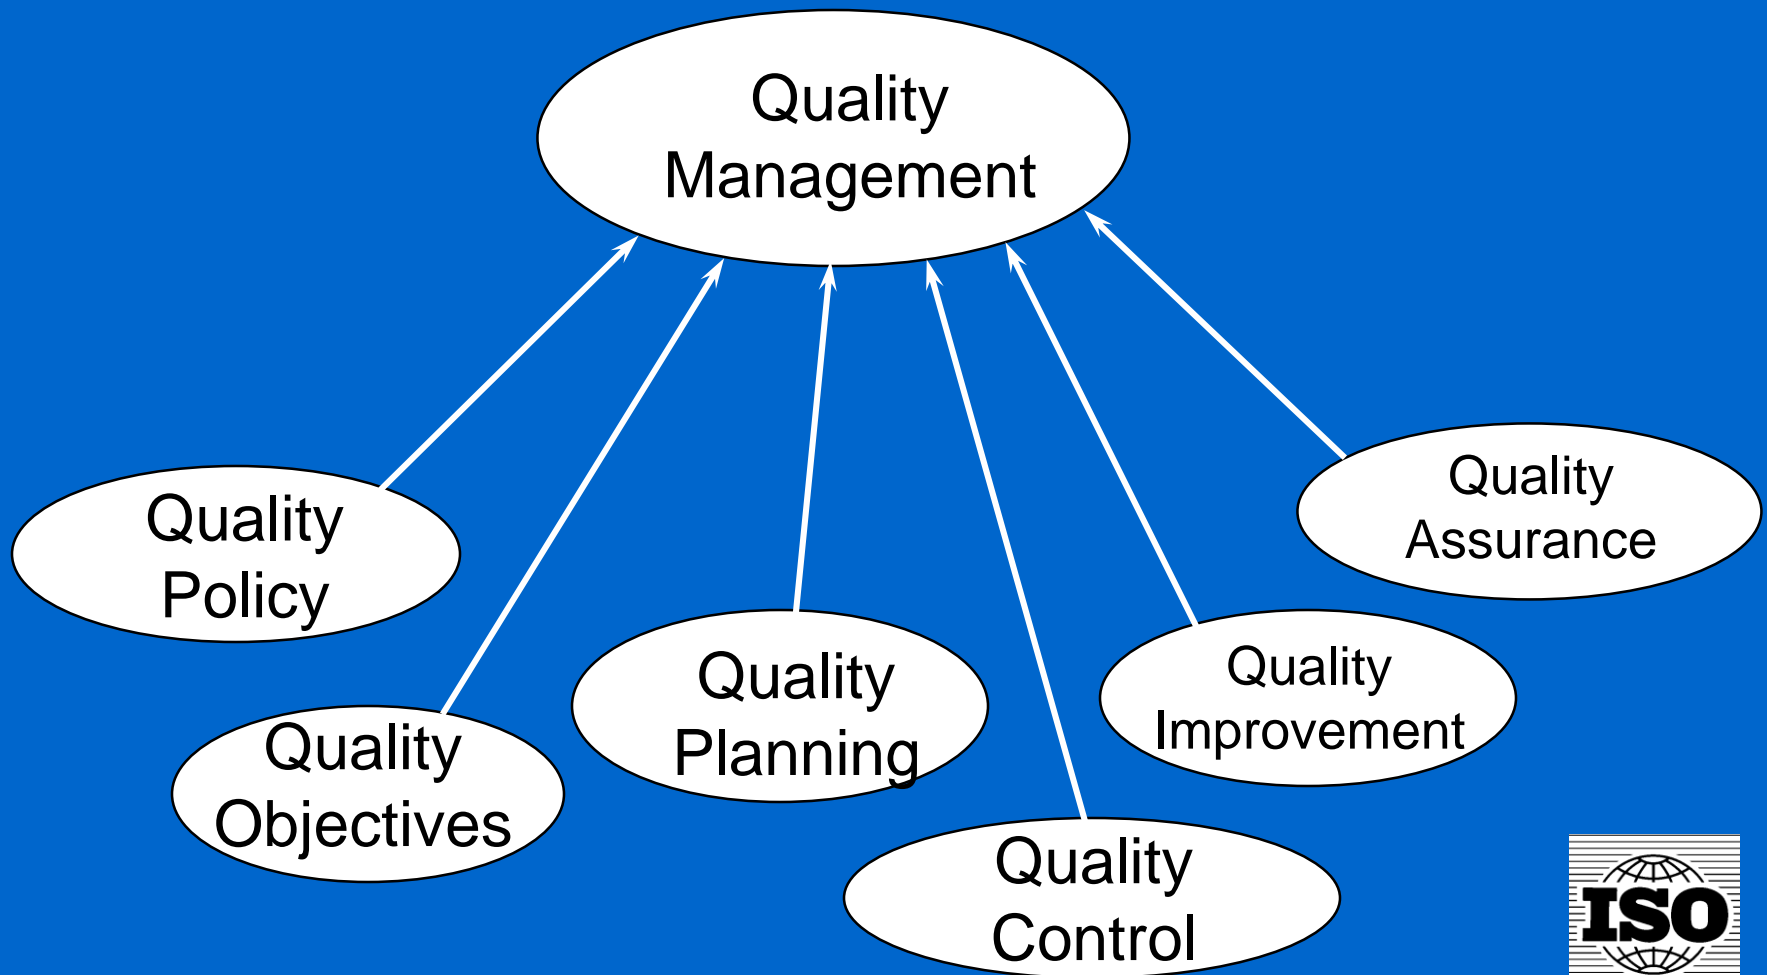 Quality
Management
Quality
Policy
Quality
Objectives
Quality
Planning
Quality
Control
Quality
Improvement
Quality
Assurance
ISO